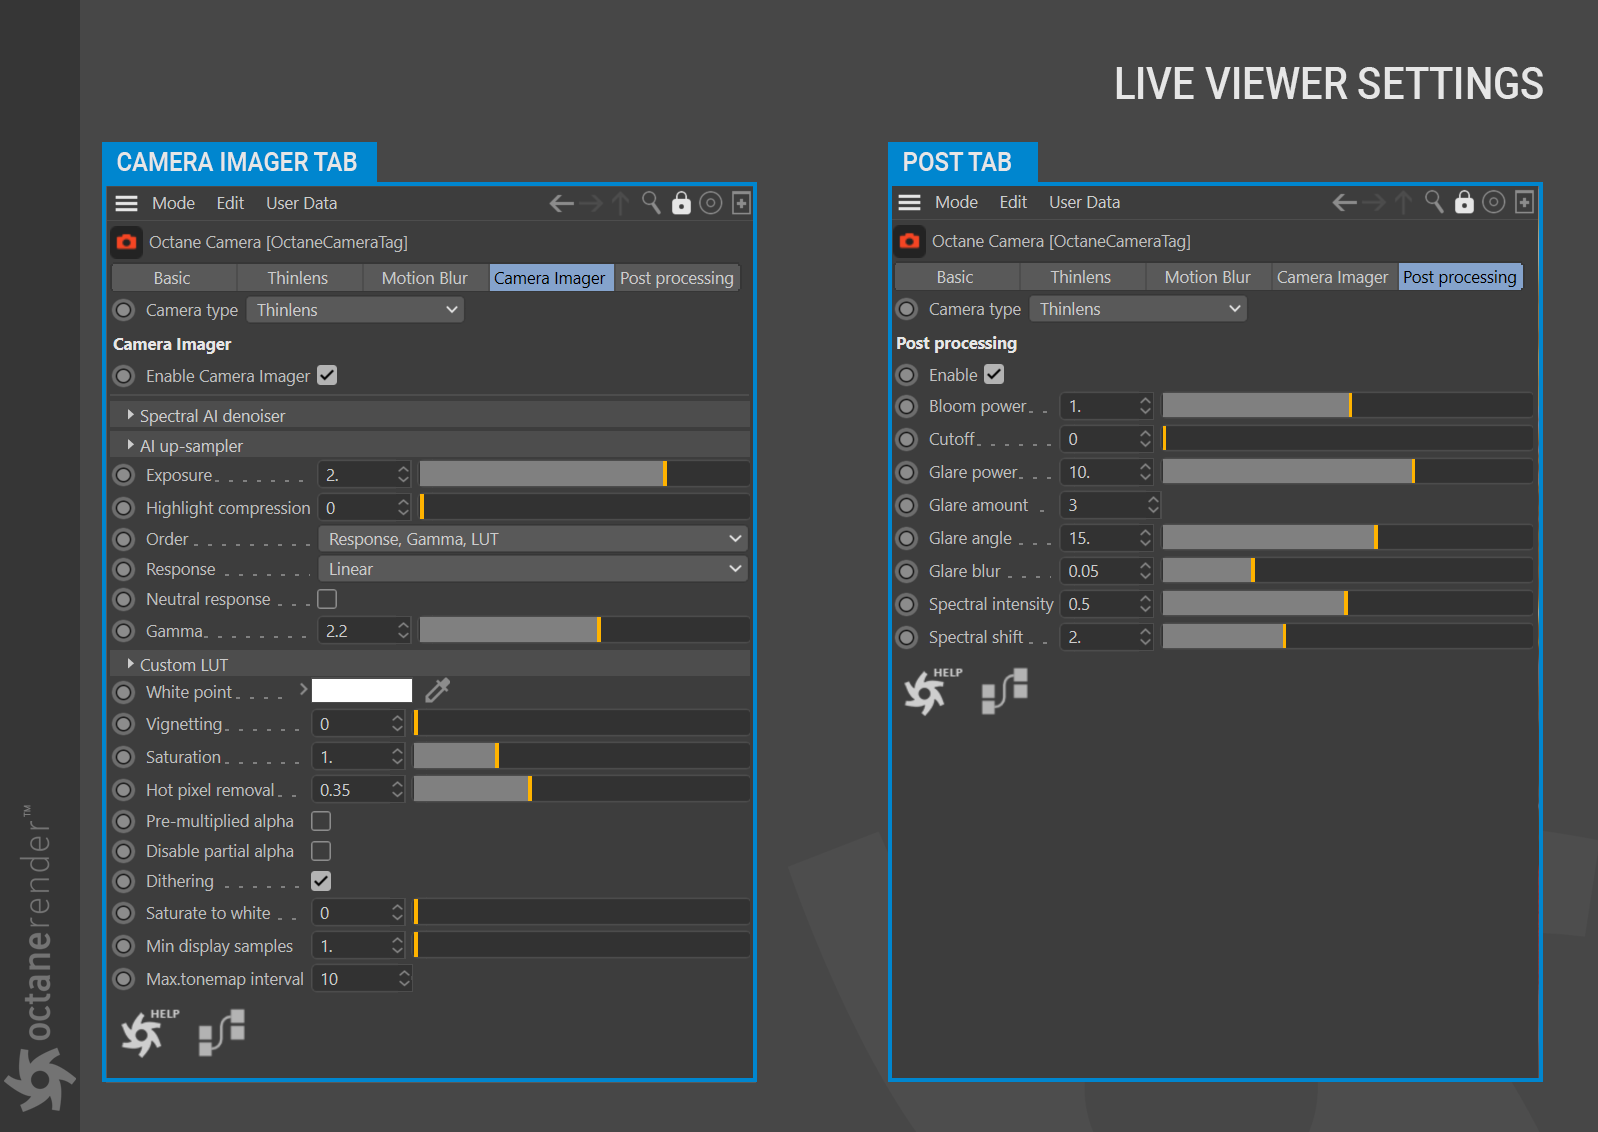 LIVE VIEWER SETTINGS
CAMERA IMAGER TAB
Mode Edit User Data
Octane Camera [OctaneCameraTag]
Basic Thinlens Motion Blur Camera Imager Post processing
Camera type Thinlens
Camera Imager
Enable Camera Imager
Spectral AI denoiser
AI up-sampler
Exposure 2.
Highlight compression 0
Order Response, Gamma, LUT
Response Linear
Neutral response
Gamma 2.2
Custom LUT
White point
Vignetting 0
Saturation 1.
Hot pixel removal 0.35
Pre-multiplied alpha
Disable partial alpha
Dithering
Saturate to white 0
Min display samples 1.
Max.tonemap interval 10
HELP
POST TAB
Mode Edit User Data
Octane Camera [OctaneCameraTag]
Basic Thinlens Motion Blur Camera Imager Post processing
Camera type Thinlens
Post processing
Enable
Bloom power 1.
Cutoff 0
Glare power 10.
Glare amount 3
Glare angle 15.
Glare blur 0.05
Spectral intensity 0.5
Spectral shift 2.
HELP
octanerender™